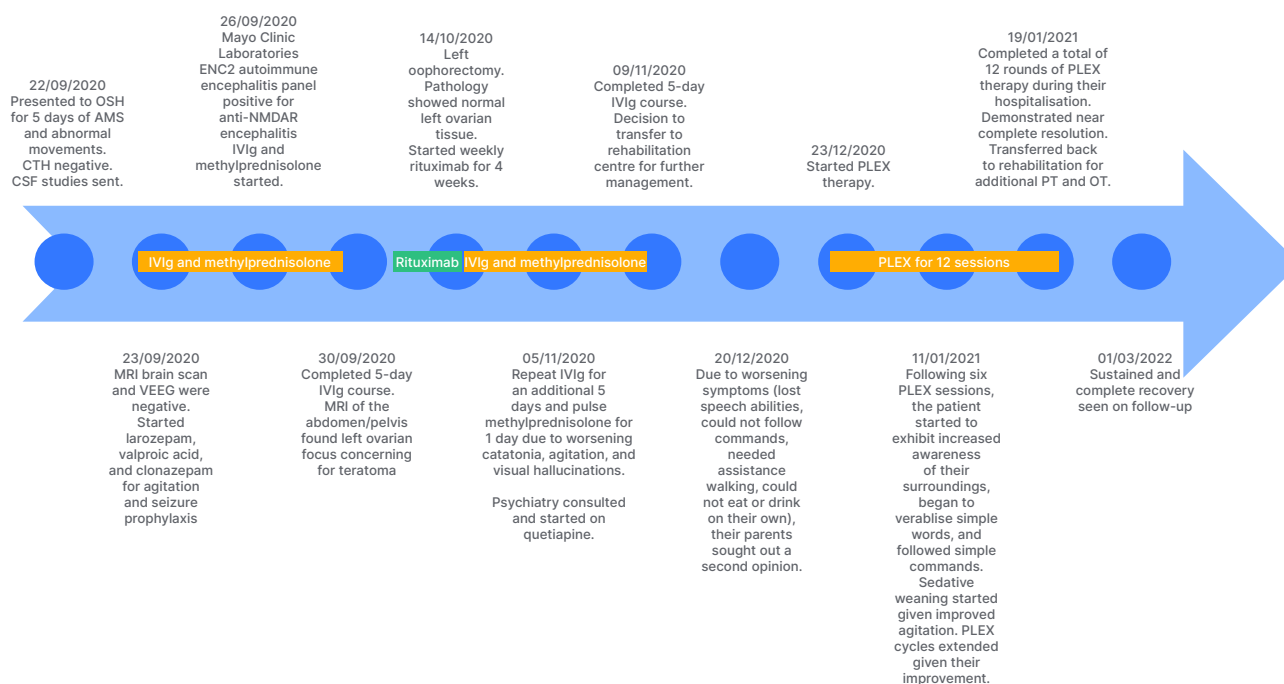 22/09/2020
Presented to OSH
for 5 days of AMS
and abnormal
movements.
CTH negative.
CSF studies sent.
26/09/2020
Mayo Clinic
Laboratories
ENC2 autoimmune
encephalitis panel
positive for
anti-NMDAR
encephalitis
IVIg and
methylprednisolone
started.
14/10/2020
Left
oophorectomy.
Pathology
showed normal
left ovarian
tissue.
Started weekly
rituximab for 4
weeks.
09/11/2020
Completed 5-day
IVIg course.
Decision to
transfer to
rehabilitation
centre for further
management.
23/12/2020
Started PLEX
therapy.
19/01/2021
Completed a total of
12 rounds of PLEX
therapy during their
hospitalisation.
Demonstrated near
complete resolution.
Transferred back
to rehabilitation for
additional PT and OT.
IVIg and methylprednisolone
Rituximab
IVIg and methylprednisolone
PLEX for 12 sessions
23/09/2020
MRI brain scan
and VEEG were
negative.
Started
larozepam,
valproic acid,
and clonazepam
for agitation
and seizure
prophylaxis
30/09/2020
Completed 5-day
IVIg course.
MRI of the
abdomen/pelvis
found left ovarian
focus concerning
for teratoma
05/11/2020
Repeat IVIg for
an additional 5
days and pulse
methylprednisolone for
1 day due to worsening
catatonia, agitation, and
visual hallucinations.
Psychiatry consulted
and started on
quetiapine.
20/12/2020
Due to worsening
symptoms (lost
speech abilities,
could not follow
commands,
needed
assistance
walking, could
not eat or drink
on their own),
their parents
sought out a
second opinion.
11/01/2021
Following six
PLEX sessions,
the patient
started to
exhibit increased
awareness
of their
surroundings,
began to
verablise simple
words, and
followed simple
commands.
Sedative
weaning started
given improved
agitation. PLEX
cycles extended
given their
improvement.
01/03/2022
Sustained and
complete recovery
seen on follow-up